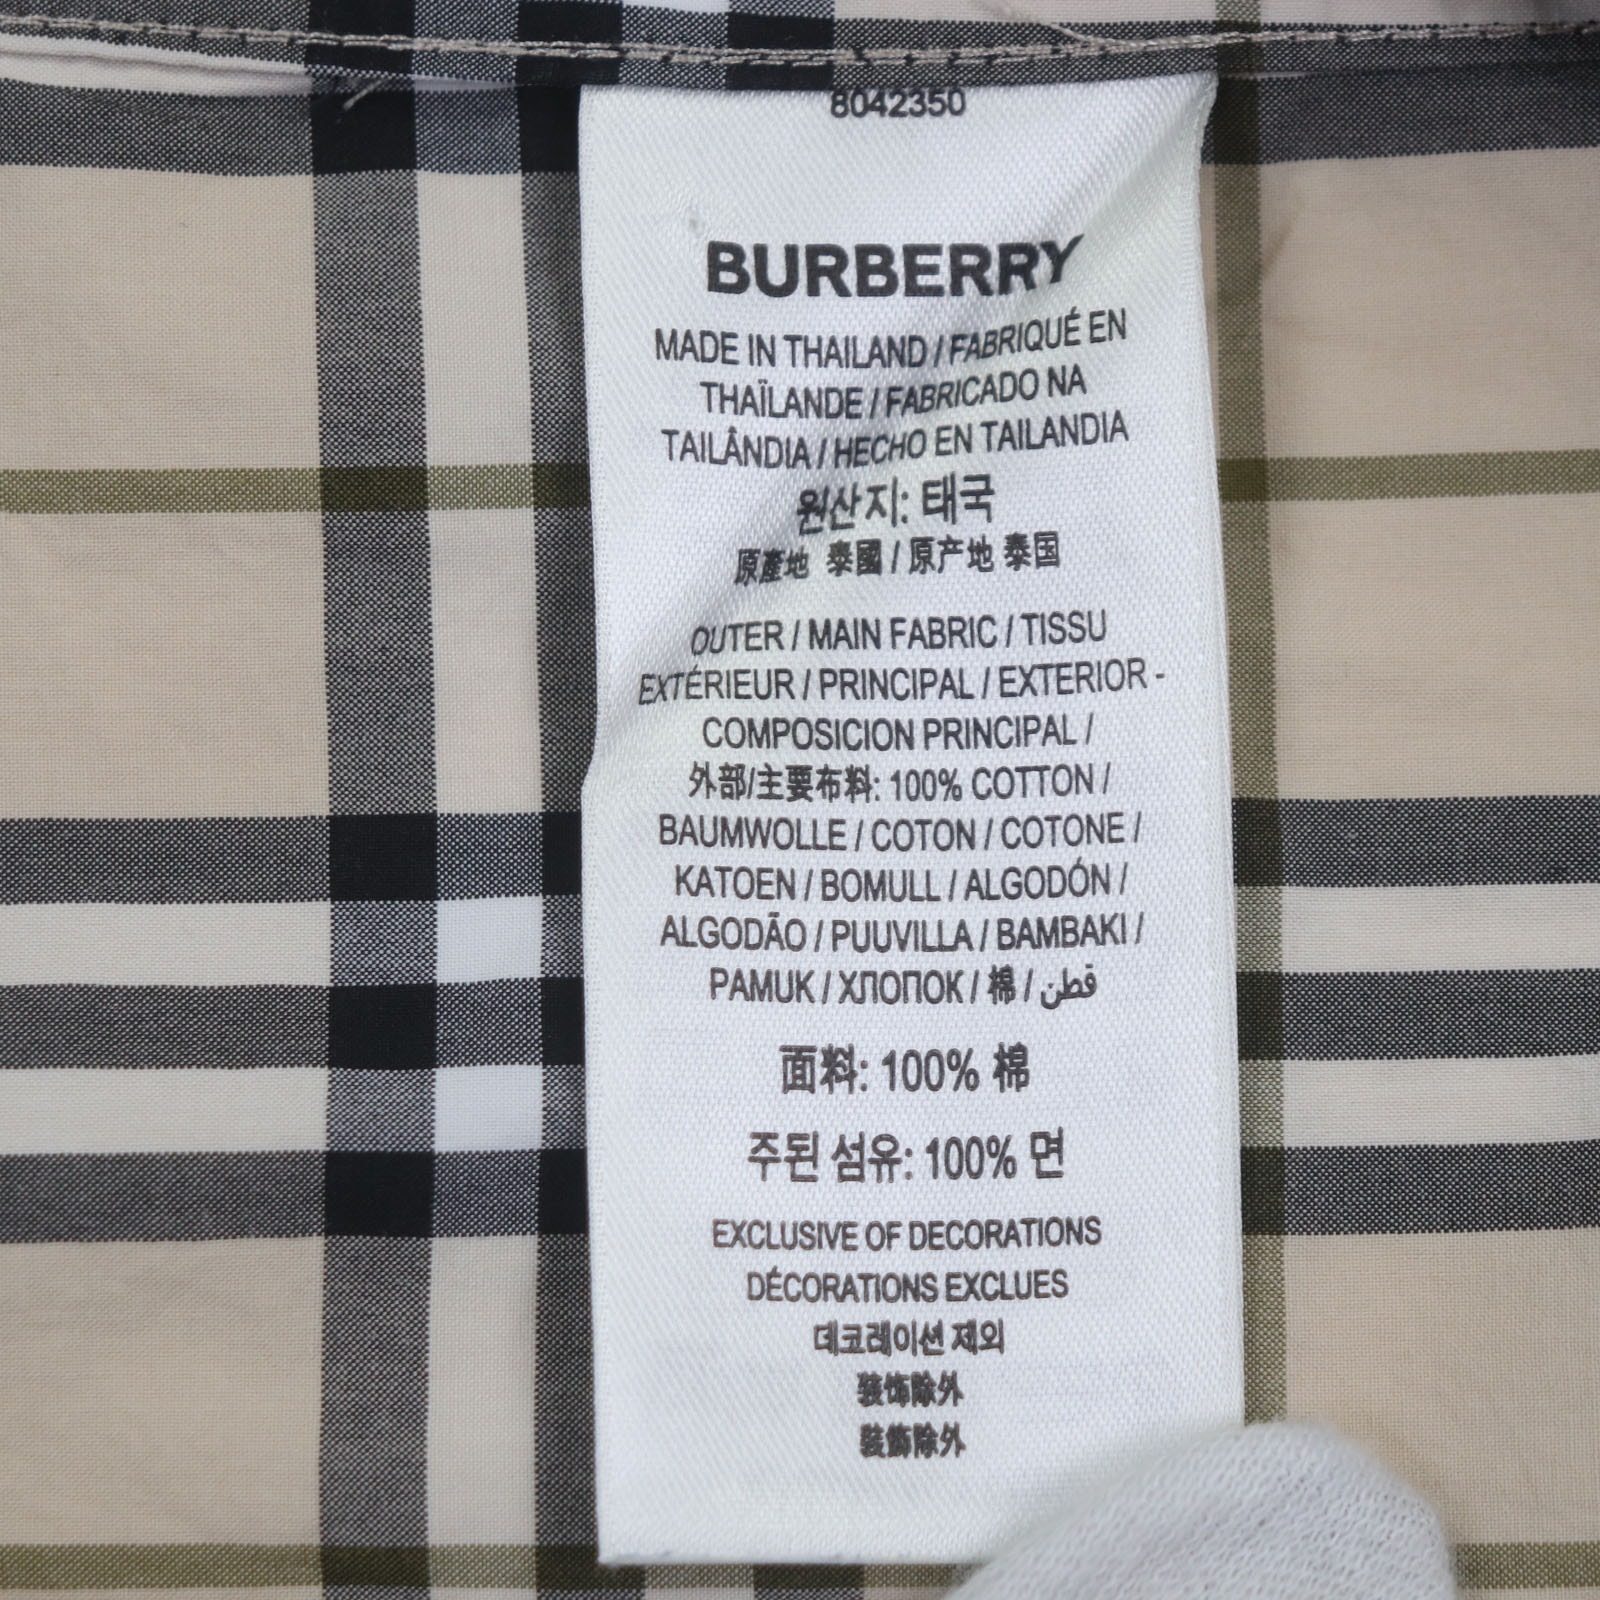 8042350
BURBERRY
MADE IN THAILAND / FABRIQUÉ EN
THAÏLANDE / FABRICADO NA
TAILÂNDIA / HECHO EN TAILANDIA
원산지: 태국
原產地 泰國 / 原产地 泰国
OUTER / MAIN FABRIC / TISSU
EXTÉRIEUR / PRINCIPAL / EXTERIOR -
COMPOSICION PRINCIPAL /
外部/主要布料: 100% COTTON /
BAUMWOLLE / COTON / COTONE /
KATOEN / BOMULL / ALGODÓN /
ALGODÃO / PUUVILLA / BAMBAKI /
PAMUK / ХЛОПОК / 棉 / قطن
面料: 100% 棉
주된 섬유: 100% 면
EXCLUSIVE OF DECORATIONS
DÉCORATIONS EXCLUES
데코레이션 제외
装饰除外
裝飾除外